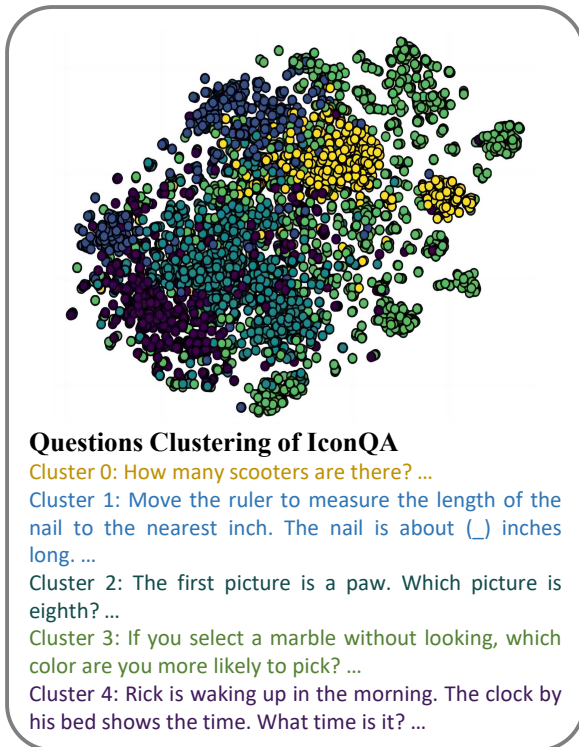 Questions Clustering of IconQA
Cluster 0: How many scooters are there? ...
Cluster 1: Move the ruler to measure the length of the
nail to the nearest inch. The nail is about (_) inches
long. ...
Cluster 2: The first picture is a paw. Which picture is
eighth? ...
Cluster 3: If you select a marble without looking, which
color are you more likely to pick? ...
Cluster 4: Rick is waking up in the morning. The clock by
his bed shows the time. What time is it? ...